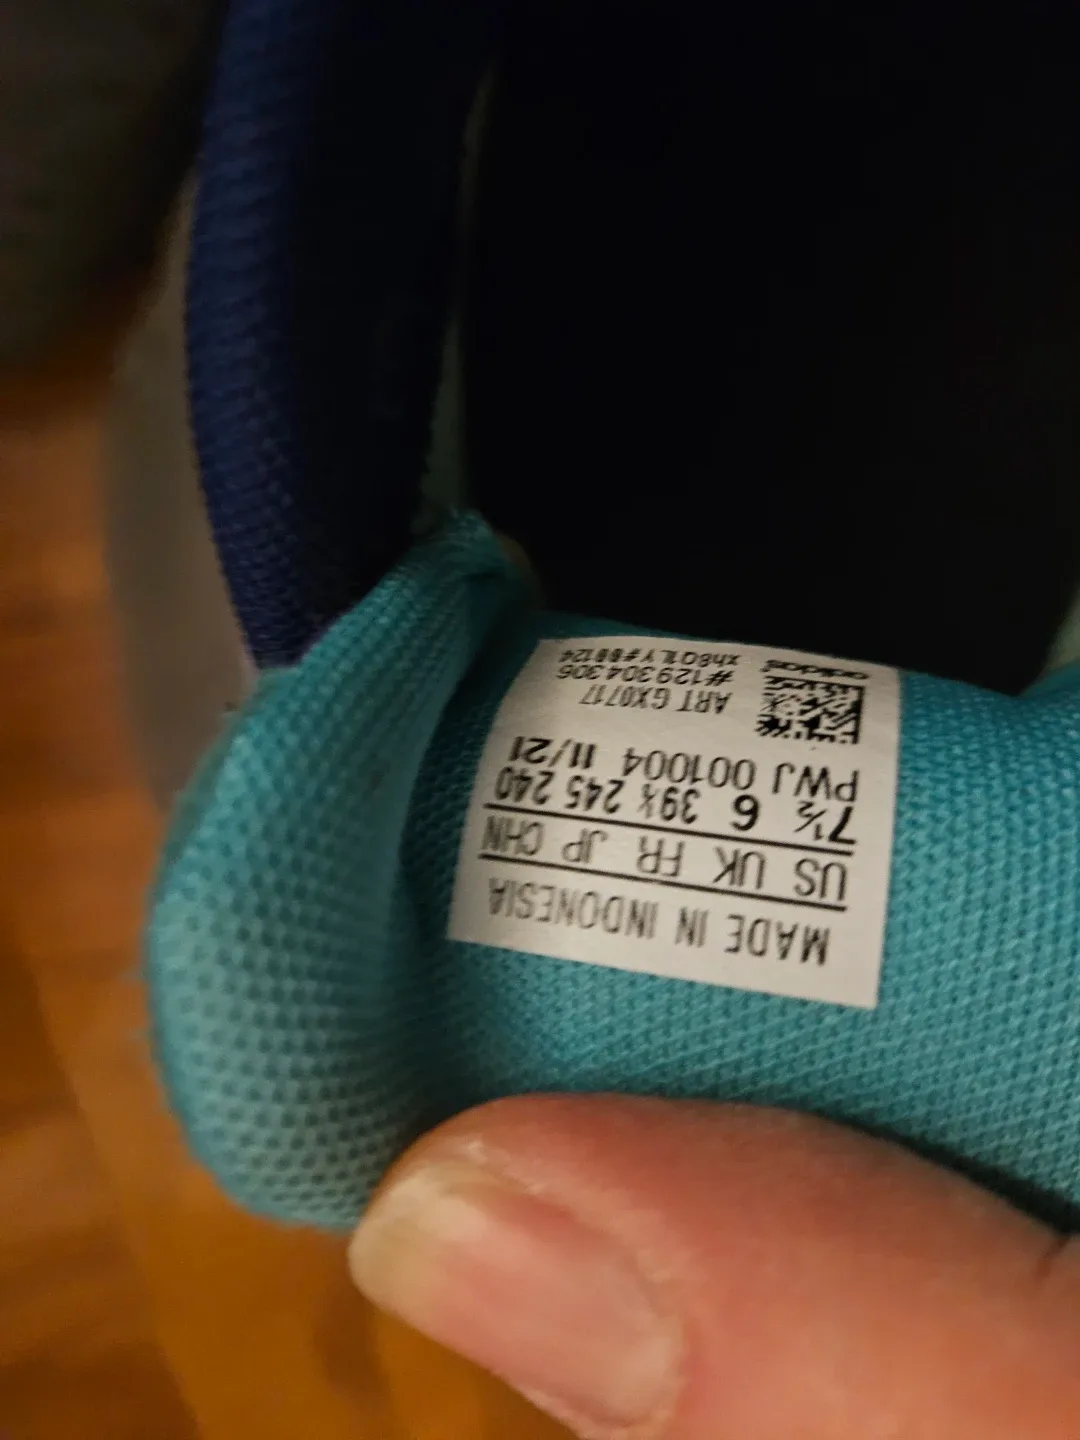 MADE IN INDONESIA
US UK FR JP CHN
7½ 6 39⅓ 245 240
PWJ 001004 11/21
ART GX0717
#129304306
adidas